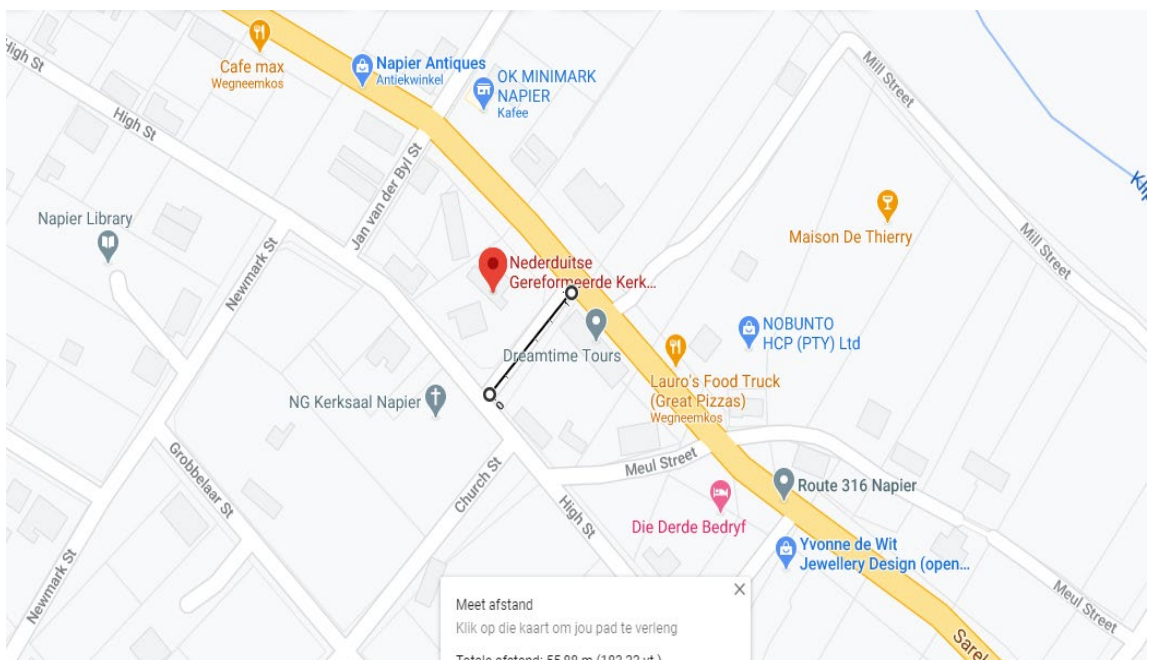 High St
Cafe max
Wegneemkos
Napier Antiques
Antiekwinkel
OK MINIMARK
NAPIER
Kafee
Mill Street
High St
Jan van der Byl St
Napier Library
Newmark St
Nederduitse
Gereformeerde Kerk...
Maison De Thierry
Mill Street
Dreamtime Tours
NOBUNTO
HCP (PTY) Ltd
Lauro's Food Truck
(Great Pizzas)
Wegneemkos
NG Kerksaal Napier
Grobbelaar St
Church St
High St
Meul Street
Route 316 Napier
Die Derde Bedryf
Yvonne de Wit
Jewellery Design (open...
Newmark St
Meul Street
Sarel
Meet afstand
Klik op die kaart om jou pad te verleng
Totale afstand: